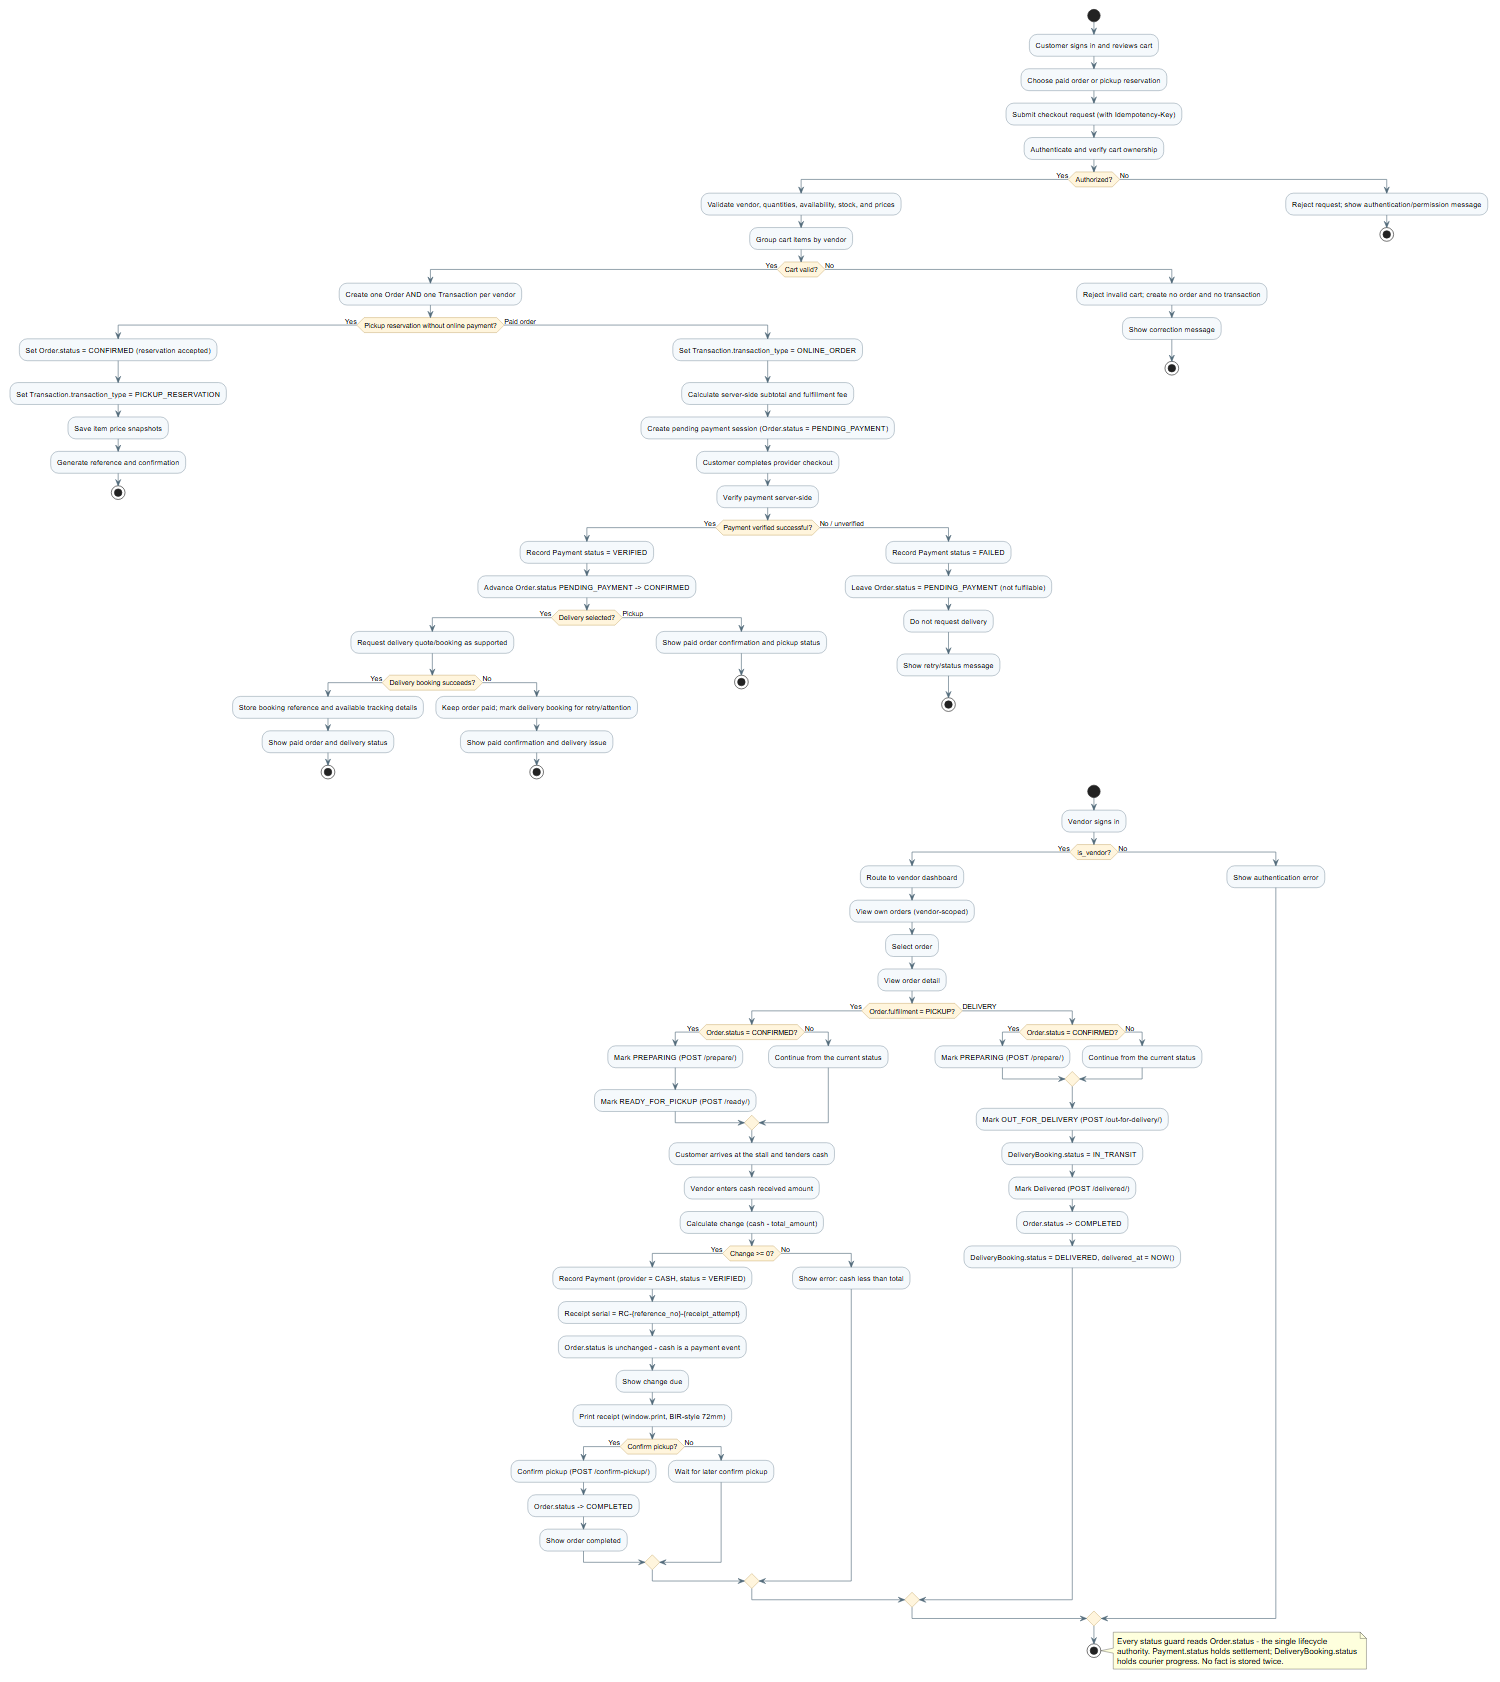 Customer signs in and reviews cart
Choose paid order or pickup reservation
Submit checkout request (with Idempotency-Key)
Authenticate and verify cart ownership
Yes
Authorized?
No
Validate vendor, quantities, availability, stock, and prices
Reject request; show authentication/permission message
Group cart items by vendor
Yes
Cart valid?
No
Create one Order AND one Transaction per vendor
Reject invalid cart; create no order and no transaction
Yes
Pickup reservation without online payment?
Paid order
Show correction message
Set Order.status = CONFIRMED (reservation accepted)
Set Transaction.transaction_type = ONLINE_ORDER
Set Transaction.transaction_type = PICKUP_RESERVATION
Calculate server-side subtotal and fulfillment fee
Save item price snapshots
Create pending payment session (Order.status = PENDING_PAYMENT)
Generate reference and confirmation
Customer completes provider checkout
Verify payment server-side
Yes
Payment verified successful?
No / unverified
Record Payment status = VERIFIED
Record Payment status = FAILED
Advance Order.status PENDING_PAYMENT -> CONFIRMED
Leave Order.status = PENDING_PAYMENT (not fulfillable)
Yes
Delivery selected?
Pickup
Do not request delivery
Request delivery quote/booking as supported
Show paid order confirmation and pickup status
Show retry/status message
Yes
Delivery booking succeeds?
No
Store booking reference and available tracking details
Keep order paid; mark delivery booking for retry/attention
Show paid order and delivery status
Show paid confirmation and delivery issue
Vendor signs in
Yes
is_vendor?
No
Route to vendor dashboard
Show authentication error
View own orders (vendor-scoped)
Select order
View order detail
Yes
Order.fulfillment = PICKUP?
DELIVERY
Yes
Order.status = CONFIRMED?
No
Yes
Order.status = CONFIRMED?
No
Mark PREPARING (POST /prepare/)
Continue from the current status
Mark PREPARING (POST /prepare/)
Continue from the current status
Mark READY_FOR_PICKUP (POST /ready/)
Mark OUT_FOR_DELIVERY (POST /out-for-delivery/)
Customer arrives at the stall and tenders cash
DeliveryBooking.status = IN_TRANSIT
Vendor enters cash received amount
Mark Delivered (POST /delivered/)
Calculate change (cash - total_amount)
Order.status -> COMPLETED
Yes
Change >= 0?
No
DeliveryBooking.status = DELIVERED, delivered_at = NOW()
Record Payment (provider = CASH, status = VERIFIED)
Show error: cash less than total
Receipt serial = RC-{reference_no}-{receipt_attempt}
Order.status is unchanged - cash is a payment event
Show change due
Print receipt (window.print, BIR-style 72mm)
Yes
Confirm pickup?
No
Confirm pickup (POST /confirm-pickup/)
Wait for later confirm pickup
Order.status -> COMPLETED
Show order completed
Every status guard reads Order.status - the single lifecycle
authority. Payment.status holds settlement; DeliveryBooking.status
holds courier progress. No fact is stored twice.